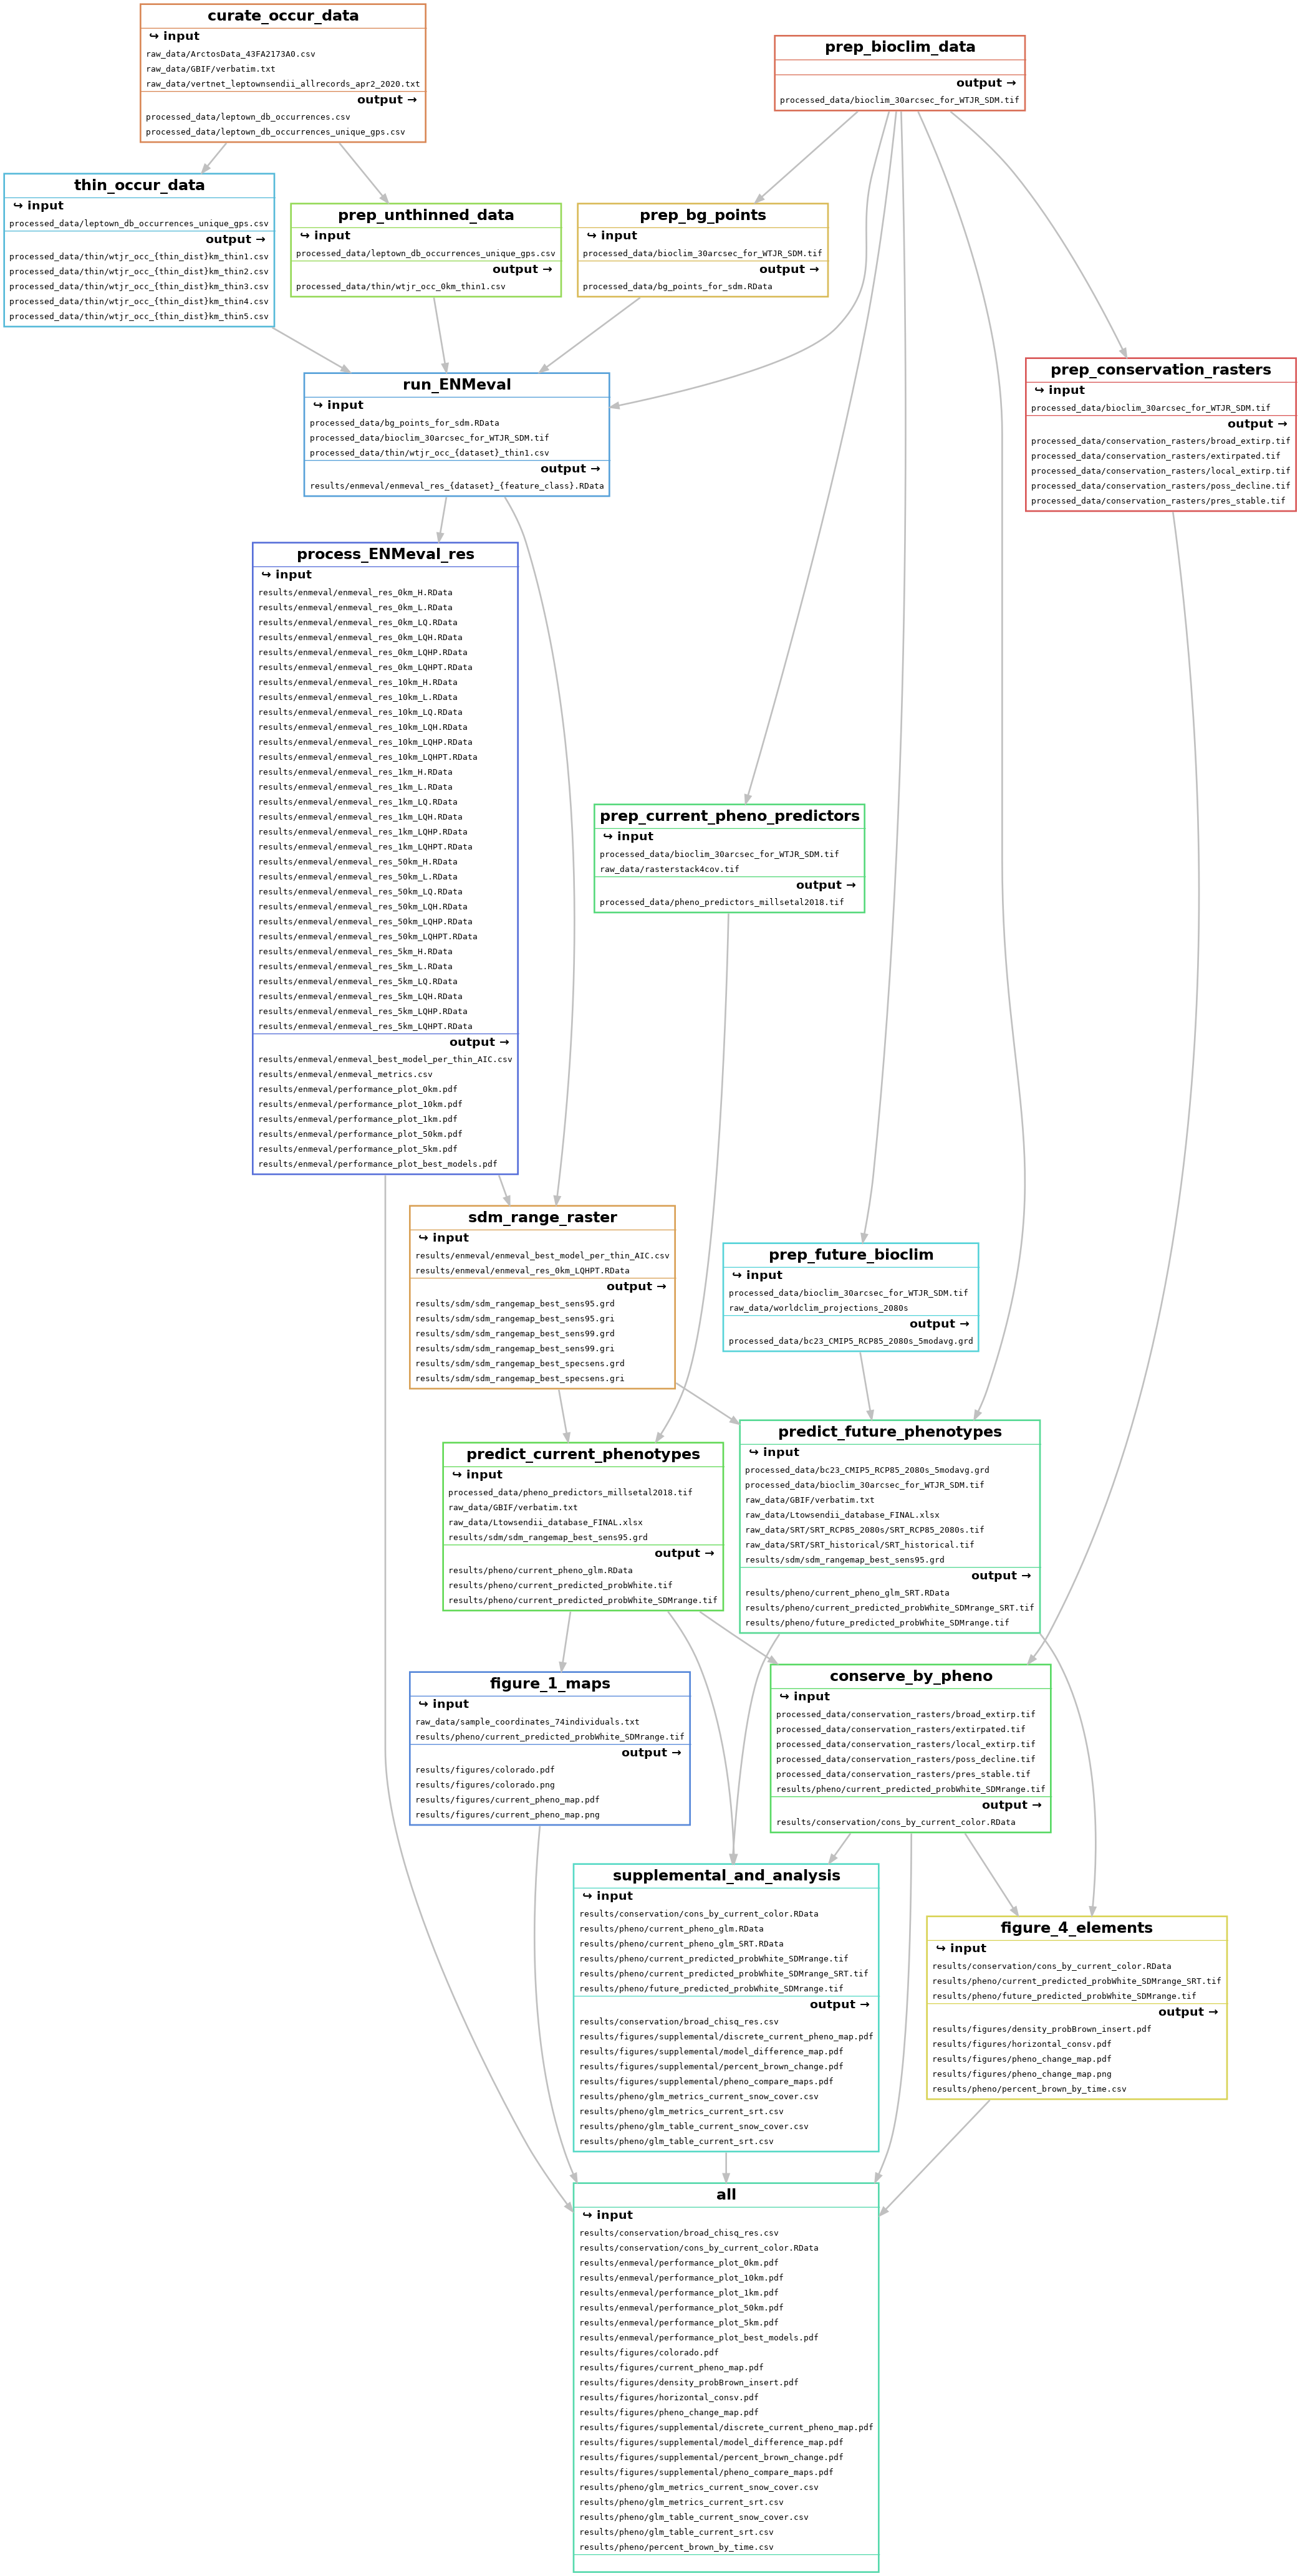 curate_occur_data
↪ input
raw_data/ArctosData_43FA2173A0.csv
raw_data/GBIF/verbatim.txt
raw_data/vertnet_leptownsendii_allrecords_apr2_2020.txt
output →
processed_data/leptown_db_occurrences.csv
processed_data/leptown_db_occurrences_unique_gps.csv
prep_bioclim_data
output →
processed_data/bioclim_30arcsec_for_WTJR_SDM.tif
thin_occur_data
↪ input
processed_data/leptown_db_occurrences_unique_gps.csv
output →
processed_data/thin/wtjr_occ_{thin_dist}km_thin1.csv
processed_data/thin/wtjr_occ_{thin_dist}km_thin2.csv
processed_data/thin/wtjr_occ_{thin_dist}km_thin3.csv
processed_data/thin/wtjr_occ_{thin_dist}km_thin4.csv
processed_data/thin/wtjr_occ_{thin_dist}km_thin5.csv
prep_unthinned_data
↪ input
processed_data/leptown_db_occurrences_unique_gps.csv
output →
processed_data/thin/wtjr_occ_0km_thin1.csv
prep_bg_points
↪ input
processed_data/bioclim_30arcsec_for_WTJR_SDM.tif
output →
processed_data/bg_points_for_sdm.RData
run_ENMeval
↪ input
processed_data/bg_points_for_sdm.RData
processed_data/bioclim_30arcsec_for_WTJR_SDM.tif
processed_data/thin/wtjr_occ_{dataset}_thin1.csv
output →
results/enmeval/enmeval_res_{dataset}_{feature_class}.RData
prep_conservation_rasters
↪ input
processed_data/bioclim_30arcsec_for_WTJR_SDM.tif
output →
processed_data/conservation_rasters/broad_extirp.tif
processed_data/conservation_rasters/extirpated.tif
processed_data/conservation_rasters/local_extirp.tif
processed_data/conservation_rasters/poss_decline.tif
processed_data/conservation_rasters/pres_stable.tif
process_ENMeval_res
↪ input
results/enmeval/enmeval_res_0km_H.RData
results/enmeval/enmeval_res_0km_L.RData
results/enmeval/enmeval_res_0km_LQ.RData
results/enmeval/enmeval_res_0km_LQH.RData
results/enmeval/enmeval_res_0km_LQHP.RData
results/enmeval/enmeval_res_0km_LQHPT.RData
results/enmeval/enmeval_res_10km_H.RData
results/enmeval/enmeval_res_10km_L.RData
results/enmeval/enmeval_res_10km_LQ.RData
results/enmeval/enmeval_res_10km_LQH.RData
results/enmeval/enmeval_res_10km_LQHP.RData
results/enmeval/enmeval_res_10km_LQHPT.RData
results/enmeval/enmeval_res_1km_H.RData
results/enmeval/enmeval_res_1km_L.RData
results/enmeval/enmeval_res_1km_LQ.RData
results/enmeval/enmeval_res_1km_LQH.RData
results/enmeval/enmeval_res_1km_LQHP.RData
results/enmeval/enmeval_res_1km_LQHPT.RData
results/enmeval/enmeval_res_50km_H.RData
results/enmeval/enmeval_res_50km_L.RData
results/enmeval/enmeval_res_50km_LQ.RData
results/enmeval/enmeval_res_50km_LQH.RData
results/enmeval/enmeval_res_50km_LQHP.RData
results/enmeval/enmeval_res_50km_LQHPT.RData
results/enmeval/enmeval_res_5km_H.RData
results/enmeval/enmeval_res_5km_L.RData
results/enmeval/enmeval_res_5km_LQ.RData
results/enmeval/enmeval_res_5km_LQH.RData
results/enmeval/enmeval_res_5km_LQHP.RData
results/enmeval/enmeval_res_5km_LQHPT.RData
output →
results/enmeval/enmeval_best_model_per_thin_AIC.csv
results/enmeval/enmeval_metrics.csv
results/enmeval/performance_plot_0km.pdf
results/enmeval/performance_plot_10km.pdf
results/enmeval/performance_plot_1km.pdf
results/enmeval/performance_plot_50km.pdf
results/enmeval/performance_plot_5km.pdf
results/enmeval/performance_plot_best_models.pdf
prep_current_pheno_predictors
↪ input
processed_data/bioclim_30arcsec_for_WTJR_SDM.tif
raw_data/rasterstack4cov.tif
output →
processed_data/pheno_predictors_millsetal2018.tif
sdm_range_raster
↪ input
results/enmeval/enmeval_best_model_per_thin_AIC.csv
results/enmeval/enmeval_res_0km_LQHPT.RData
output →
results/sdm/sdm_rangemap_best_sens95.grd
results/sdm/sdm_rangemap_best_sens95.gri
results/sdm/sdm_rangemap_best_sens99.grd
results/sdm/sdm_rangemap_best_sens99.gri
results/sdm/sdm_rangemap_best_specsens.grd
results/sdm/sdm_rangemap_best_specsens.gri
prep_future_bioclim
↪ input
processed_data/bioclim_30arcsec_for_WTJR_SDM.tif
raw_data/worldclim_projections_2080s
output →
processed_data/bc23_CMIP5_RCP85_2080s_5modavg.grd
predict_current_phenotypes
↪ input
processed_data/pheno_predictors_millsetal2018.tif
raw_data/GBIF/verbatim.txt
raw_data/Ltowsendii_database_FINAL.xlsx
results/sdm/sdm_rangemap_best_sens95.grd
output →
results/pheno/current_pheno_glm.RData
results/pheno/current_predicted_probWhite.tif
results/pheno/current_predicted_probWhite_SDMrange.tif
predict_future_phenotypes
↪ input
processed_data/bc23_CMIP5_RCP85_2080s_5modavg.grd
processed_data/bioclim_30arcsec_for_WTJR_SDM.tif
raw_data/GBIF/verbatim.txt
raw_data/Ltowsendii_database_FINAL.xlsx
raw_data/SRT/SRT_RCP85_2080s/SRT_RCP85_2080s.tif
raw_data/SRT/SRT_historical/SRT_historical.tif
results/sdm/sdm_rangemap_best_sens95.grd
output →
results/pheno/current_pheno_glm_SRT.RData
results/pheno/current_predicted_probWhite_SDMrange_SRT.tif
results/pheno/future_predicted_probWhite_SDMrange.tif
figure_1_maps
↪ input
raw_data/sample_coordinates_74individuals.txt
results/pheno/current_predicted_probWhite_SDMrange.tif
output →
results/figures/colorado.pdf
results/figures/colorado.png
results/figures/current_pheno_map.pdf
results/figures/current_pheno_map.png
conserve_by_pheno
↪ input
processed_data/conservation_rasters/broad_extirp.tif
processed_data/conservation_rasters/extirpated.tif
processed_data/conservation_rasters/local_extirp.tif
processed_data/conservation_rasters/poss_decline.tif
processed_data/conservation_rasters/pres_stable.tif
results/pheno/current_predicted_probWhite_SDMrange.tif
output →
results/conservation/cons_by_current_color.RData
supplemental_and_analysis
↪ input
results/conservation/cons_by_current_color.RData
results/pheno/current_pheno_glm.RData
results/pheno/current_pheno_glm_SRT.RData
results/pheno/current_predicted_probWhite_SDMrange.tif
results/pheno/current_predicted_probWhite_SDMrange_SRT.tif
results/pheno/future_predicted_probWhite_SDMrange.tif
output →
results/conservation/broad_chisq_res.csv
results/figures/supplemental/discrete_current_pheno_map.pdf
results/figures/supplemental/model_difference_map.pdf
results/figures/supplemental/percent_brown_change.pdf
results/figures/supplemental/pheno_compare_maps.pdf
results/pheno/glm_metrics_current_snow_cover.csv
results/pheno/glm_metrics_current_srt.csv
results/pheno/glm_table_current_snow_cover.csv
results/pheno/glm_table_current_srt.csv
figure_4_elements
↪ input
results/conservation/cons_by_current_color.RData
results/pheno/current_predicted_probWhite_SDMrange_SRT.tif
results/pheno/future_predicted_probWhite_SDMrange.tif
output →
results/figures/density_probBrown_insert.pdf
results/figures/horizontal_consv.pdf
results/figures/pheno_change_map.pdf
results/figures/pheno_change_map.png
results/pheno/percent_brown_by_time.csv
all
↪ input
results/conservation/broad_chisq_res.csv
results/conservation/cons_by_current_color.RData
results/enmeval/performance_plot_0km.pdf
results/enmeval/performance_plot_10km.pdf
results/enmeval/performance_plot_1km.pdf
results/enmeval/performance_plot_50km.pdf
results/enmeval/performance_plot_5km.pdf
results/enmeval/performance_plot_best_models.pdf
results/figures/colorado.pdf
results/figures/current_pheno_map.pdf
results/figures/density_probBrown_insert.pdf
results/figures/horizontal_consv.pdf
results/figures/pheno_change_map.pdf
results/figures/supplemental/discrete_current_pheno_map.pdf
results/figures/supplemental/model_difference_map.pdf
results/figures/supplemental/percent_brown_change.pdf
results/figures/supplemental/pheno_compare_maps.pdf
results/pheno/glm_metrics_current_snow_cover.csv
results/pheno/glm_metrics_current_srt.csv
results/pheno/glm_table_current_snow_cover.csv
results/pheno/glm_table_current_srt.csv
results/pheno/percent_brown_by_time.csv